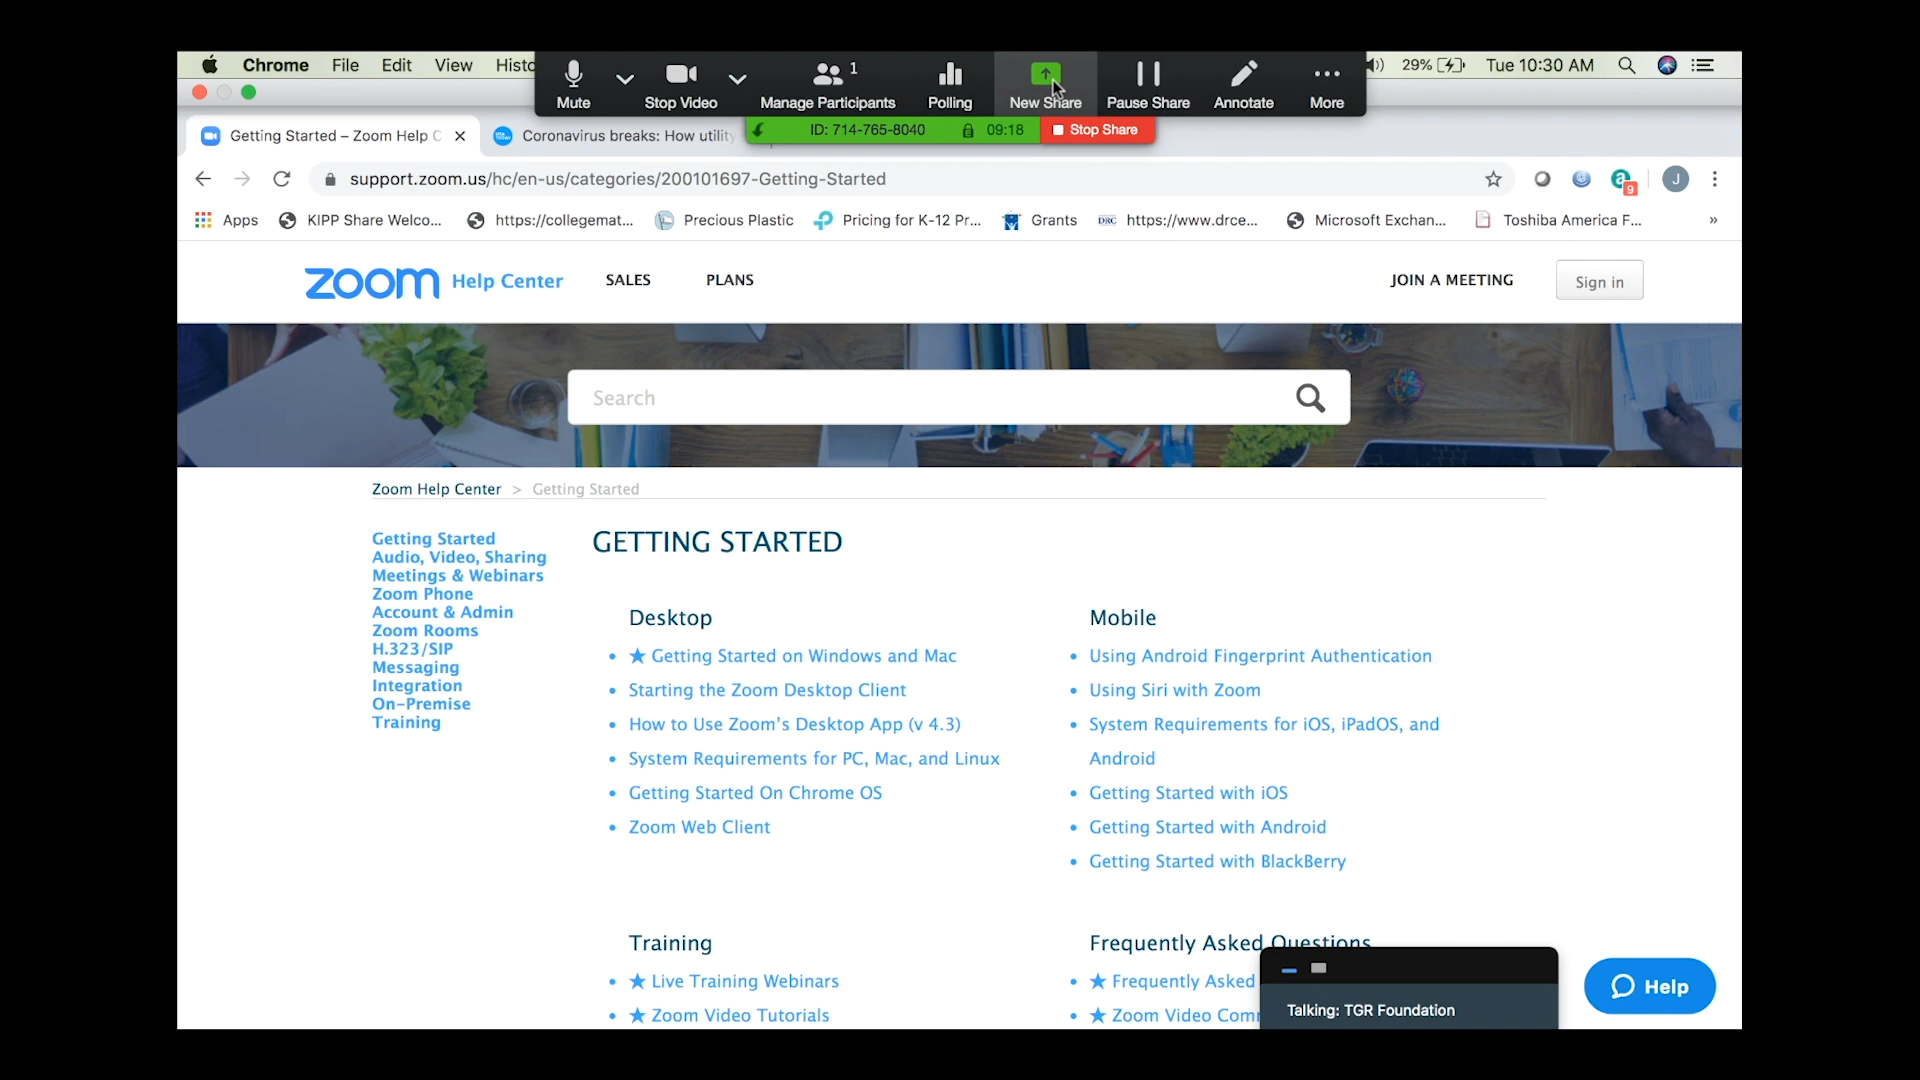 Chrome File Edit View Histo
29% Tue 10:30 AM
1
Mute Stop Video Manage Participants Polling New Share Pause Share Annotate More
ID: 714-765-8040 09:18 Stop Share
Getting Started – Zoom Help C Coronavirus breaks: How utility
support.zoom.us/hc/en-us/categories/200101697-Getting-Started
9 J
Apps KIPP Share Welco... https://collegemat... Precious Plastic Pricing for K-12 Pr... Grants DRC https://www.drce... Microsoft Exchan... Toshiba America F... »
zoom Help Center SALES PLANS JOIN A MEETING Sign in
Search
Zoom Help Center > Getting Started
Getting Started
Audio, Video, Sharing
Meetings & Webinars
Zoom Phone
Account & Admin
Zoom Rooms
H.323/SIP
Messaging
Integration
On-Premise
Training
GETTING STARTED
Desktop
★ Getting Started on Windows and Mac
Starting the Zoom Desktop Client
How to Use Zoom's Desktop App (v 4.3)
System Requirements for PC, Mac, and Linux
Getting Started On Chrome OS
Zoom Web Client
Mobile
Using Android Fingerprint Authentication
Using Siri with Zoom
System Requirements for iOS, iPadOS, and
Android
Getting Started with iOS
Getting Started with Android
Getting Started with BlackBerry
Training
★ Live Training Webinars
★ Zoom Video Tutorials
Frequently Asked Questions
★ Frequently Asked
★ Zoom Video Com
Talking: TGR Foundation
Help